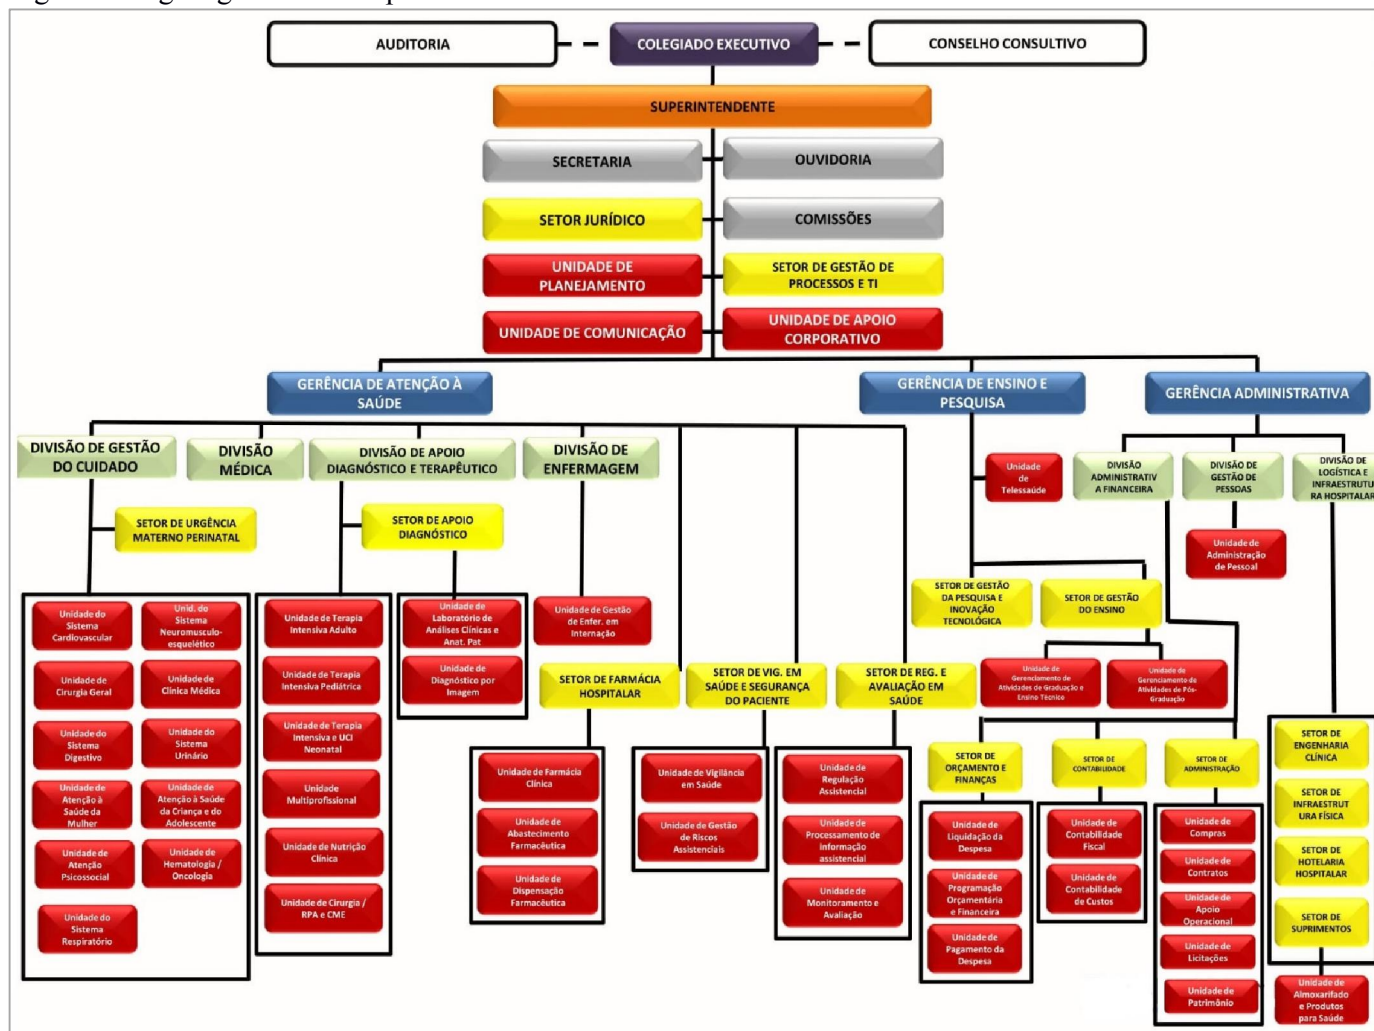 AUDITORIA
COLEGIADO EXECUTIVO
CONSELHO CONSULTIVO
SUPERINTENDENTE
SECRETARIA
OUVIDORIA
SETOR JURÍDICO
COMISSÕES
UNIDADE DE
PLANEJAMENTO
SETOR DE GESTÃO DE
PROCESSOS E TI
UNIDADE DE COMUNICAÇÃO
UNIDADE DE APOIO
CORPORATIVO
GERÊNCIA DE ATENÇÃO À
SAÚDE
GERÊNCIA DE ENSINO E
PESQUISA
GERÊNCIA ADMINISTRATIVA
DIVISÃO DE GESTÃO
DO CUIDADO
DIVISÃO
MÉDICA
DIVISÃO DE APOIO
DIAGNÓSTICO E TERAPÊUTICO
DIVISÃO DE
ENFERMAGEM
Unidade
de
Telessaúde
DIVISÃO
ADMINISTRATIV
A FINANCEIRA
DIVISÃO DE
GESTÃO DE
PESSOAS
DIVISÃO DE
LOGÍSTICA E
INFRAESTRUTU
RA HOSPITALAR
SETOR DE URGÊNCIA
MATERNO PERINATAL
SETOR DE APOIO
DIAGNÓSTICO
Unidade de
Administração
de Pessoal
SETOR DE GESTÃO
DA PESQUISA E
INOVAÇÃO
TECNOLÓGICA
SETOR DE GESTÃO
DO ENSINO
Unidade do
Sistema
Cardiovascular
Unid. do
Sistema
Neuromusculo-
esquelético
Unidade de
Cirurgia Geral
Unidade de
Clínica Médica
Unidade do
Sistema
Digestivo
Unidade do
Sistema
Urinário
Unidade de
Atenção à
Saúde da
Mulher
Unidade de
Atenção à Saúde
da Criança e do
Adolescente
Unidade de
Atenção
Psicossocial
Unidade de
Hematologia /
Oncologia
Unidade do
Sistema
Respiratório
Unidade de Terapia
Intensiva Adulto
Unidade de Terapia
Intensiva Pediátrica
Unidade de Terapia
Intensiva e UCI
Neonatal
Unidade
Multiprofissional
Unidade de Nutrição
Clínica
Unidade de Cirurgia /
RPA e CME
Unidade de
Laboratório de
Análises Clínicas e
Anat. Pat
Unidade de
Diagnóstico por
Imagem
Unidade de Gestão
de Enfer. em
Internação
SETOR DE FARMÁCIA
HOSPITALAR
SETOR DE VIG. EM
SAÚDE E SEGURANÇA
DO PACIENTE
SETOR DE REG. E
AVALIAÇÃO EM
SAÚDE
Unidade de
Gerenciamento de
Atividades de Graduação e
Ensino Técnico
Unidade de
Gerenciamento de
Atividades de Pós-
Graduação
Unidade de Farmácia
Clínica
Unidade de
Abastecimento
Farmacêutica
Unidade de
Dispensação
Farmacêutica
Unidade de Vigilância
em Saúde
Unidade de Gestão
de Riscos
Assistenciais
Unidade de
Regulação
Assistencial
Unidade de
Processamento de
Informação
assistencial
Unidade de
Monitoramento e
Avaliação
SETOR DE
ORÇAMENTO E
FINANÇAS
SETOR DE
CONTABILIDADE
SETOR DE
ADMINISTRAÇÃO
Unidade de
Liquidação da
Despesa
Unidade de
Programação
Orçamentária
e Financeira
Unidade de
Pagamento da
Despesa
Unidade de
Contabilidade
Fiscal
Unidade de
Contabilidade
de Custos
Unidade de
Compras
Unidade de
Contratos
Unidade de
Apoio
Operacional
Unidade de
Licitações
Unidade de
Patrimônio
SETOR DE
ENGENHARIA
CLÍNICA
SETOR DE
INFRAESTRUT
URA FÍSICA
SETOR DE
HOTELARIA
HOSPITALAR
SETOR DE
SUPRIMENTOS
Unidade de
Almoxarifado
e Produtos
para Saúde